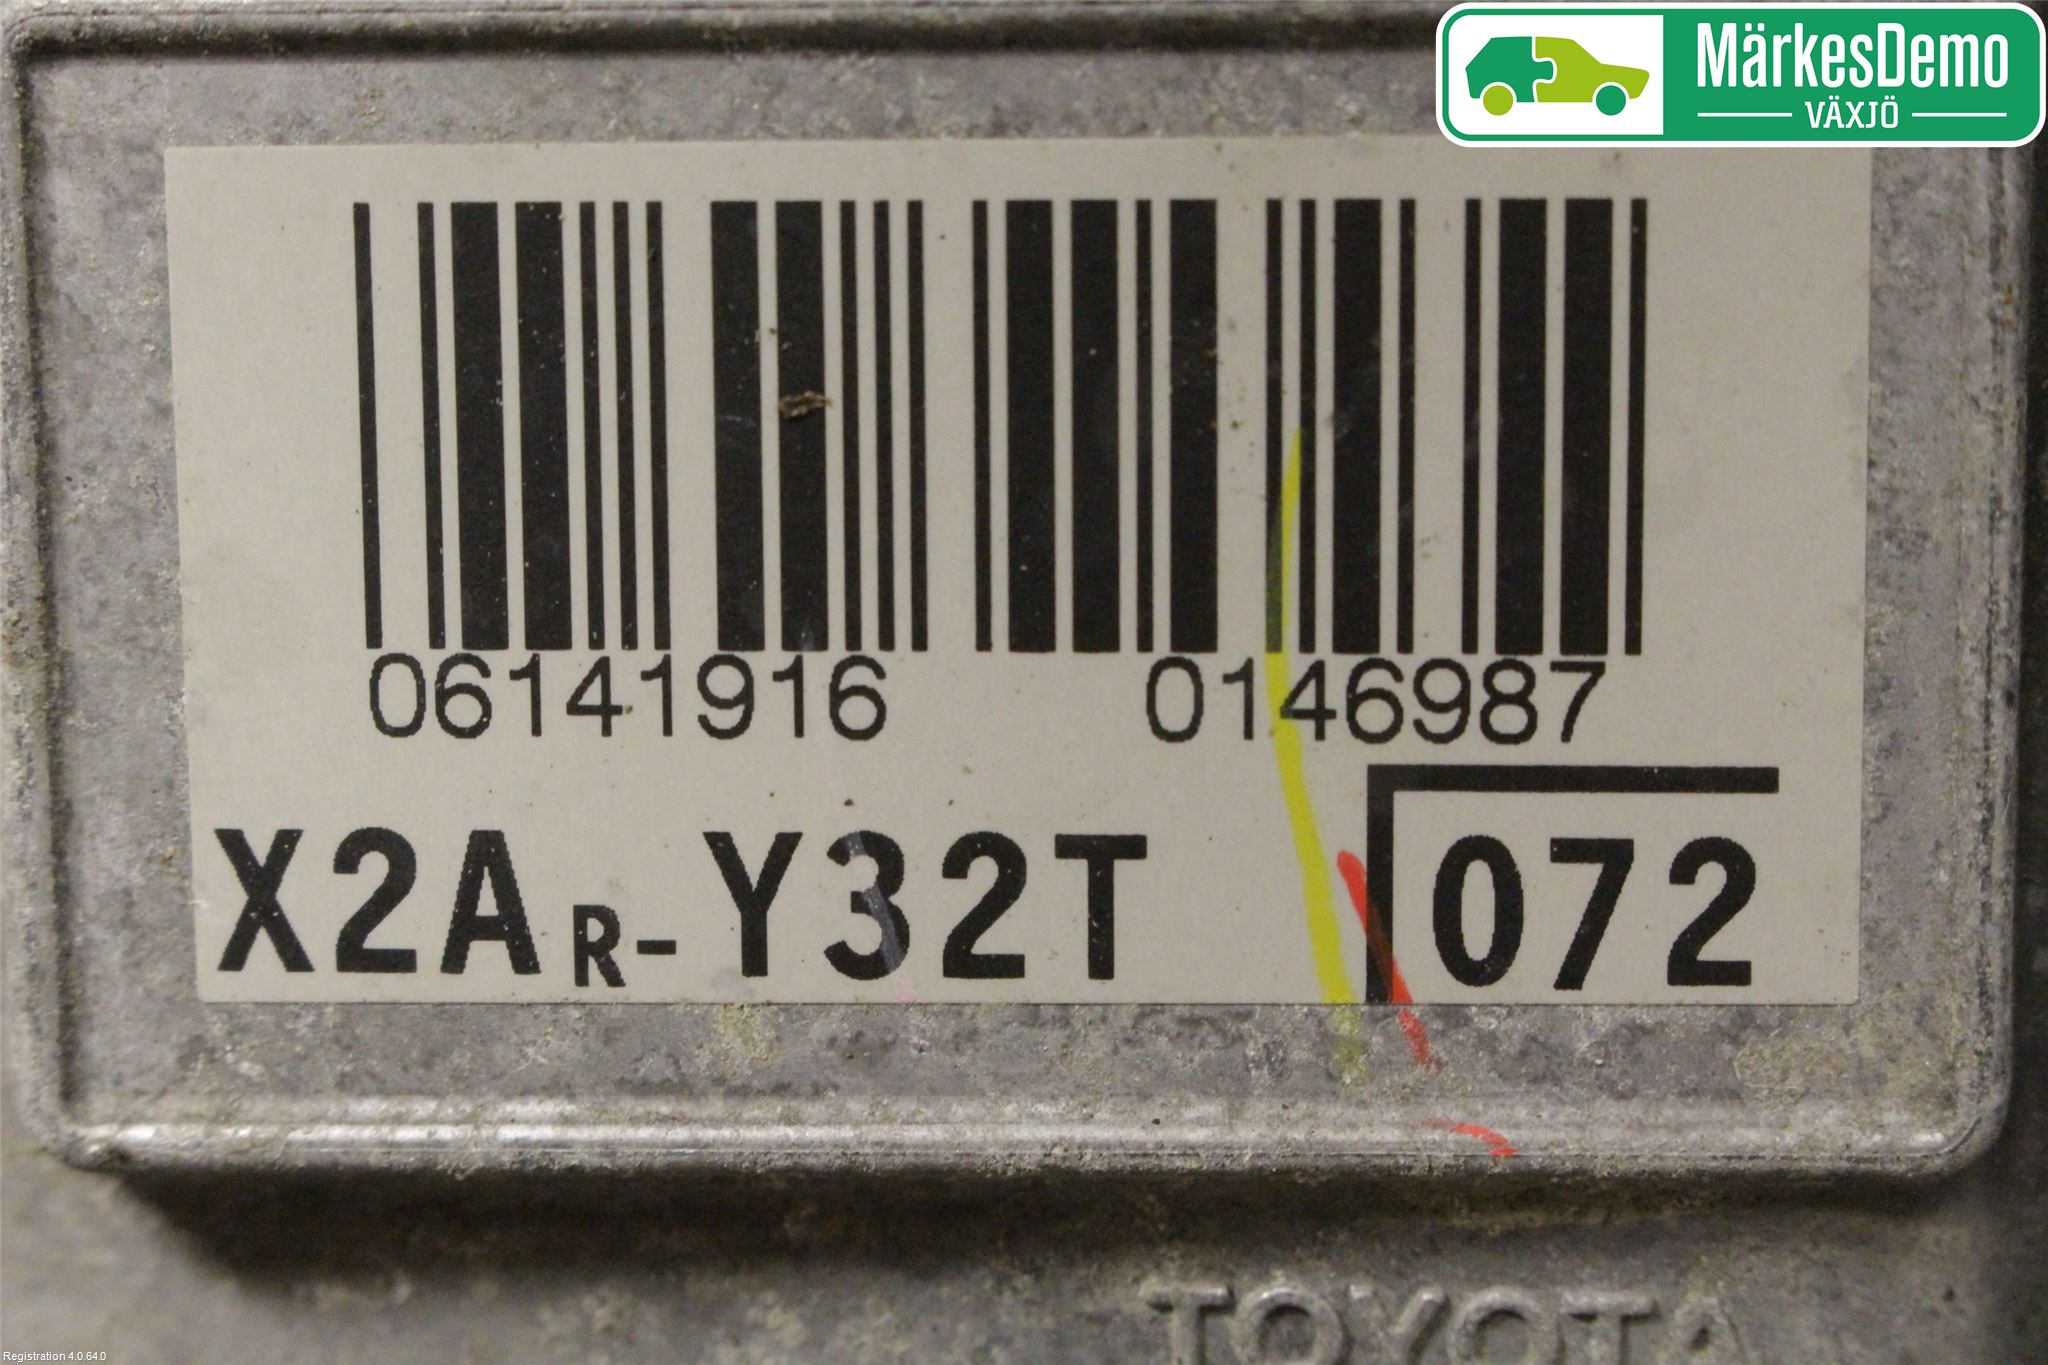 MärkesDemo
VÄXJÖ
06141916 0146987
X2AR-Y32T 072
TOYOTA
Registration 4.0.64.0